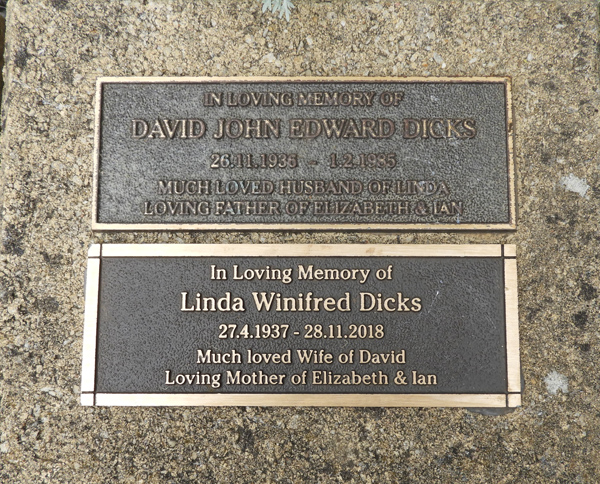 IN LOVING MEMORY OF
DAVID JOHN EDWARD DICKS
MUCH LOVED HUSBAND OF LINDA
LOVING FATHER OF ELIZABETH & IAN
In Loving Memory of
Linda Winifred Dicks
27.4.1937 - 28.11.2018
Much loved Wife of David
Loving Mother of Elizabeth & Ian